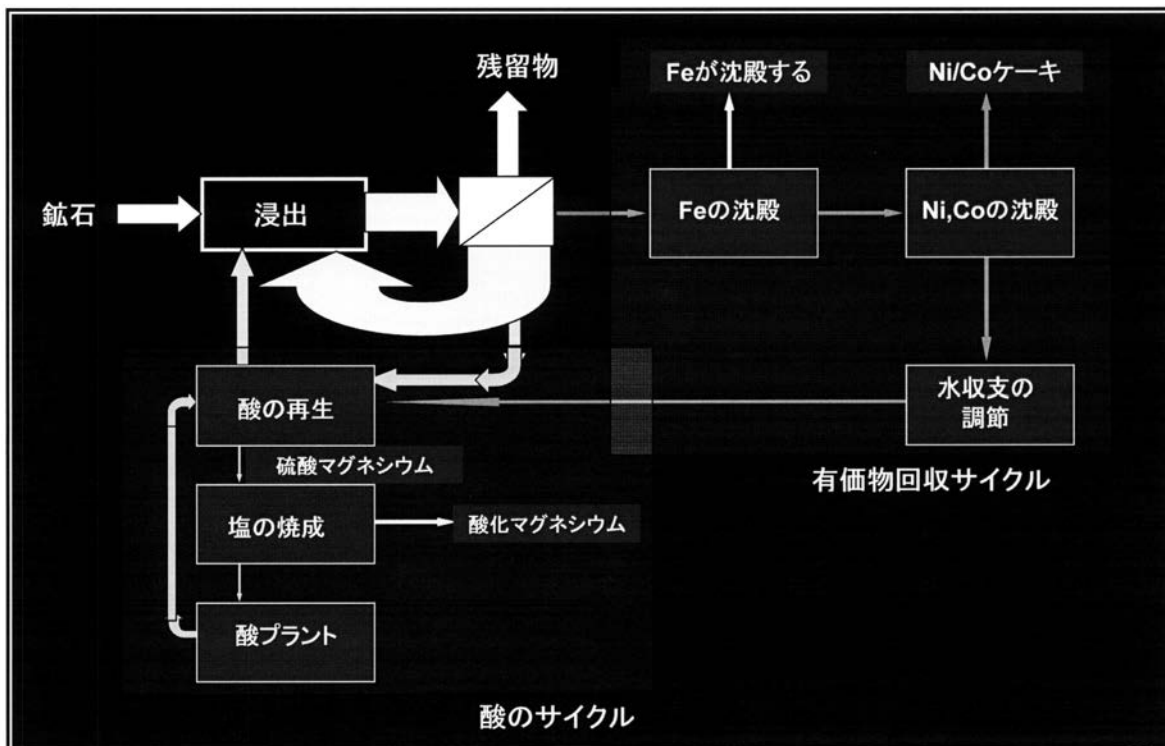 残留物
Feが沈殿する
Ni/Coケーキ
鉱石
浸出
Feの沈殿
Ni,Coの沈殿
酸の再生
水収支の
調節
硫酸マグネシウム
有価物回収サイクル
塩の焼成
酸化マグネシウム
酸プラント
酸のサイクル